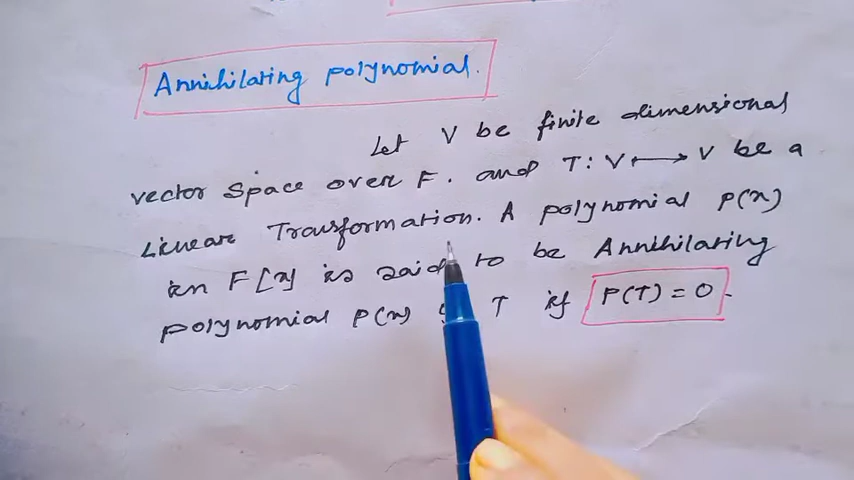 Annihilating polynomial.
Let V be finite dimensional
vector space over F. and T: V ⟼ V be a
Linear Transformation. A polynomial P(x)
in F[x] is said to be Annihilating
polynomial P(x) T if P(T) = 0.